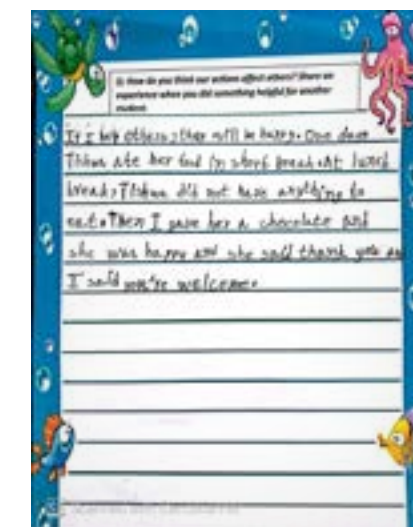 Q. How do you think our actions affect others? Share an
experience when you did something helpful for another
student.
If I help others, they will be happy. One day
ate her food in short break. At lunch
break, did not have anything to
eat. Then I gave her a chocolate and
she was happy and she said thank you and
I said you're welcome.